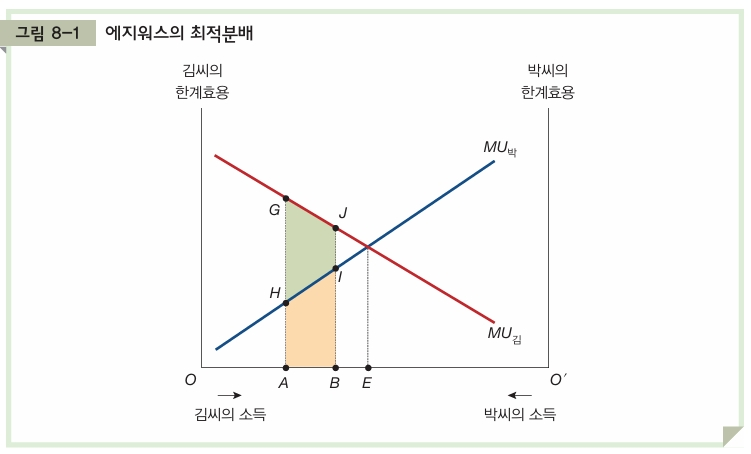 그림 8-1 에지워스의 최적분배
김씨의
한계효용
박씨의
한계효용
MU박
G
J
I
H
MU김
O
A
B
E
O′
김씨의 소득
박씨의 소득